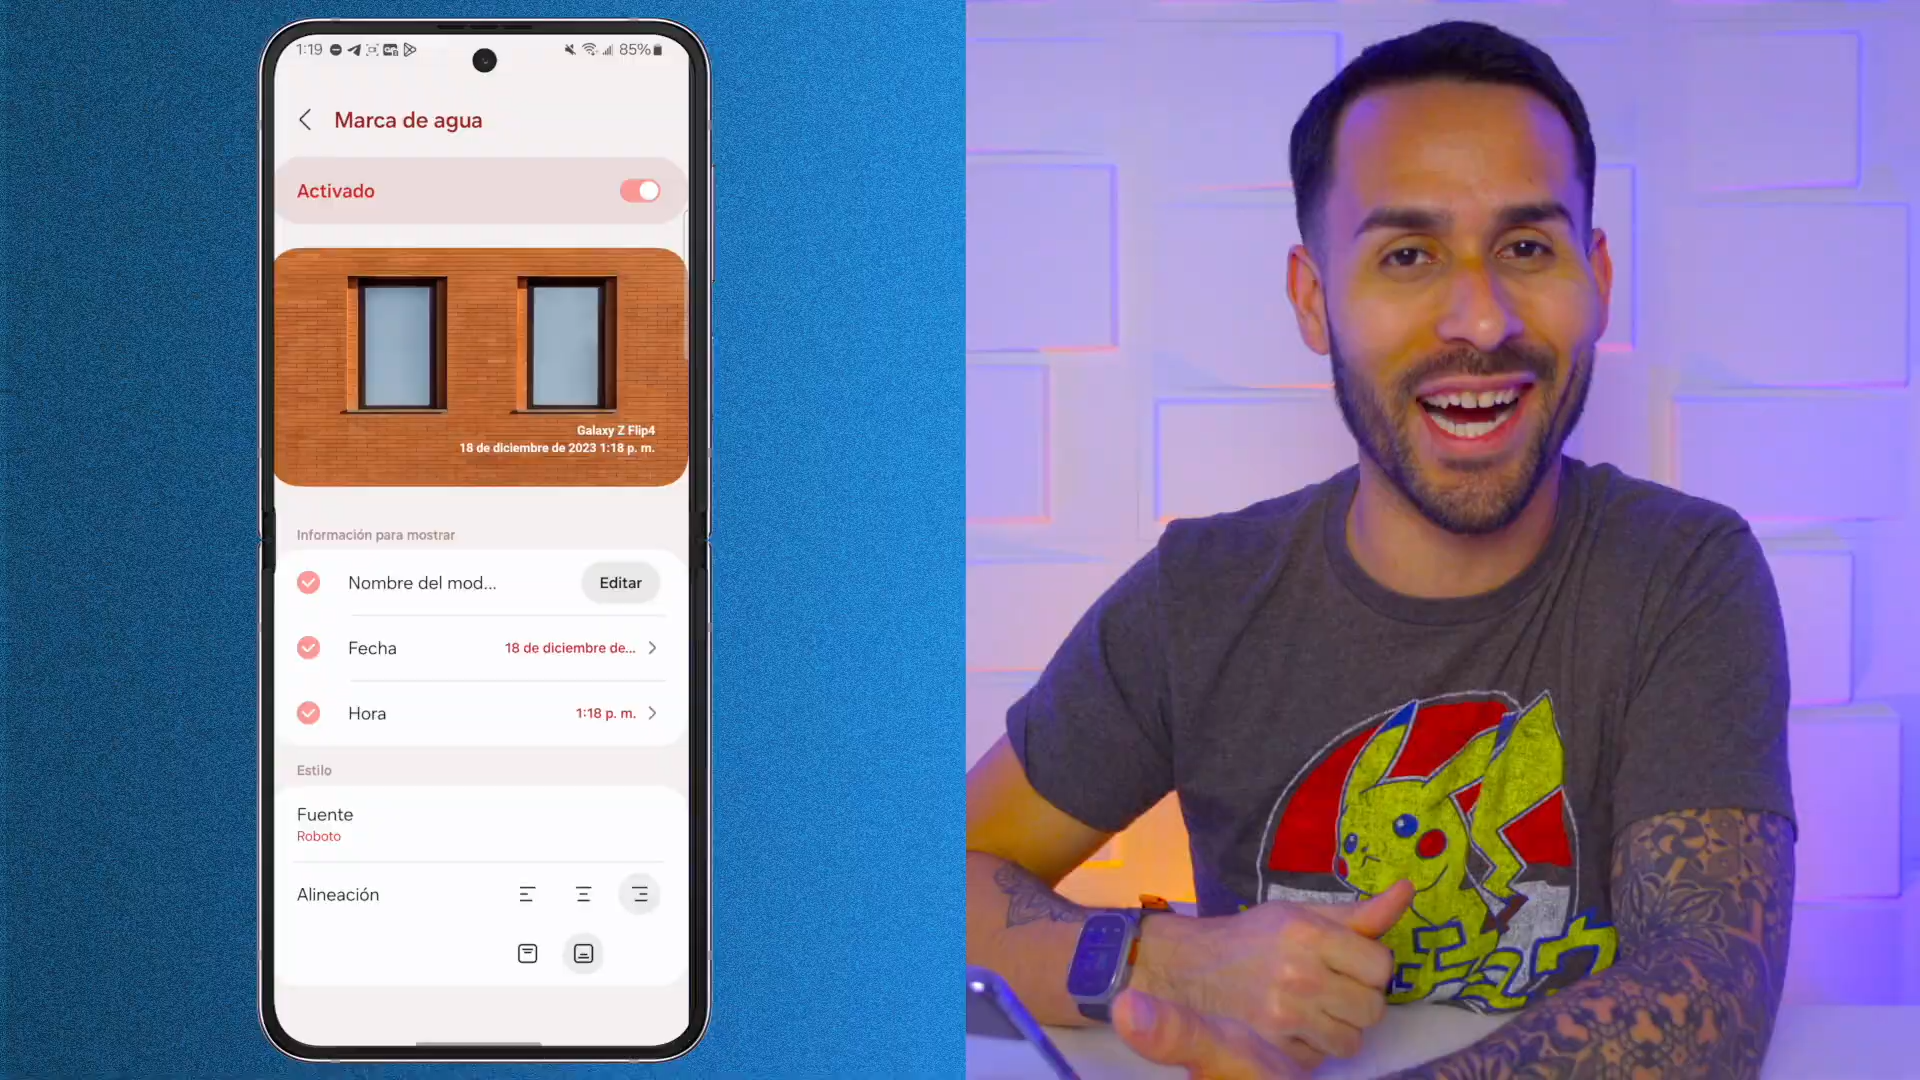 1:19
85%
Marca de agua
Activado
Galaxy Z Flip4
18 de diciembre de 2023 1:18 p. m.
Información para mostrar
Nombre del mod...
Editar
Fecha
18 de diciembre de...
Hora
1:18 p. m.
Estilo
Fuente
Roboto
Alineación